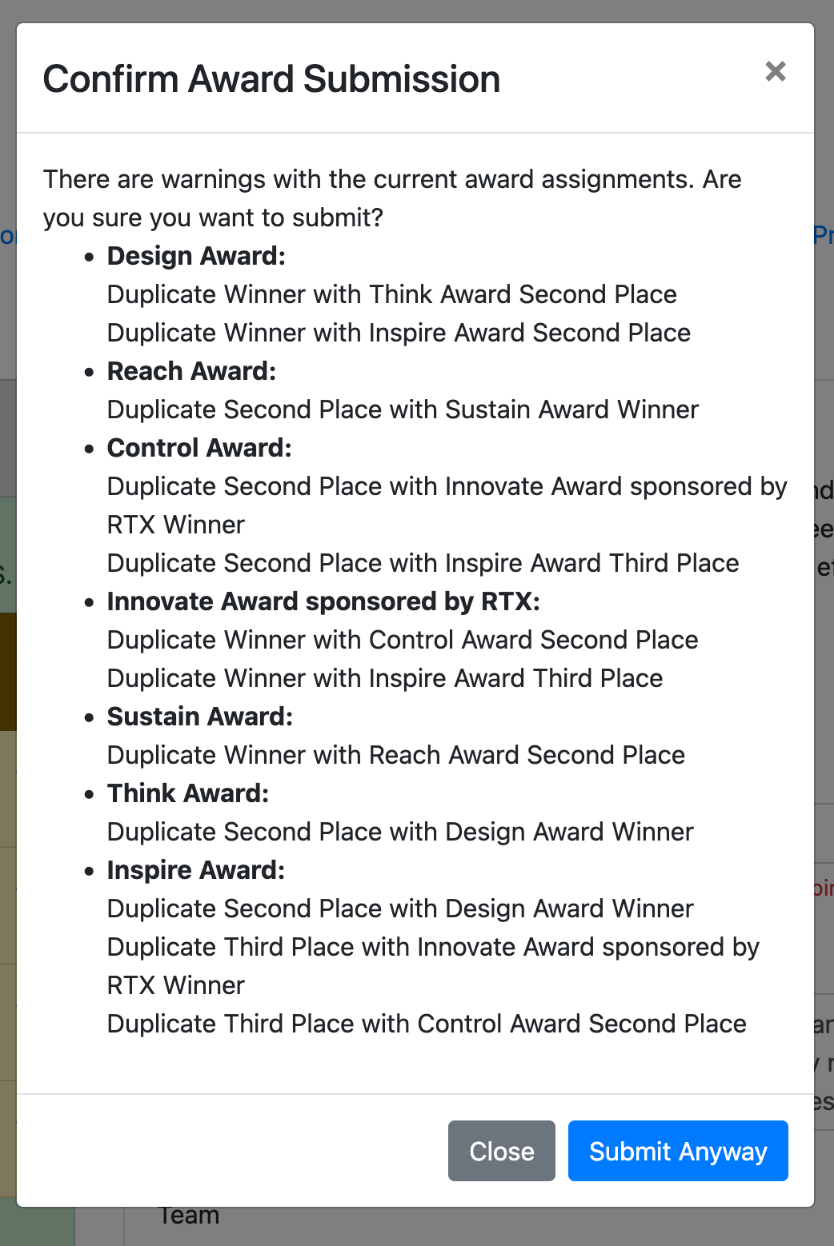 Confirm Award Submission
×
There are warnings with the current award assignments. Are
you sure you want to submit?
• Design Award:
Duplicate Winner with Think Award Second Place
Duplicate Winner with Inspire Award Second Place
• Reach Award:
Duplicate Second Place with Sustain Award Winner
• Control Award:
Duplicate Second Place with Innovate Award sponsored by
RTX Winner
Duplicate Second Place with Inspire Award Third Place
• Innovate Award sponsored by RTX:
Duplicate Winner with Control Award Second Place
Duplicate Winner with Inspire Award Third Place
• Sustain Award:
Duplicate Winner with Reach Award Second Place
• Think Award:
Duplicate Second Place with Design Award Winner
• Inspire Award:
Duplicate Second Place with Design Award Winner
Duplicate Third Place with Innovate Award sponsored by
RTX Winner
Duplicate Third Place with Control Award Second Place
Close
Submit Anyway
Team